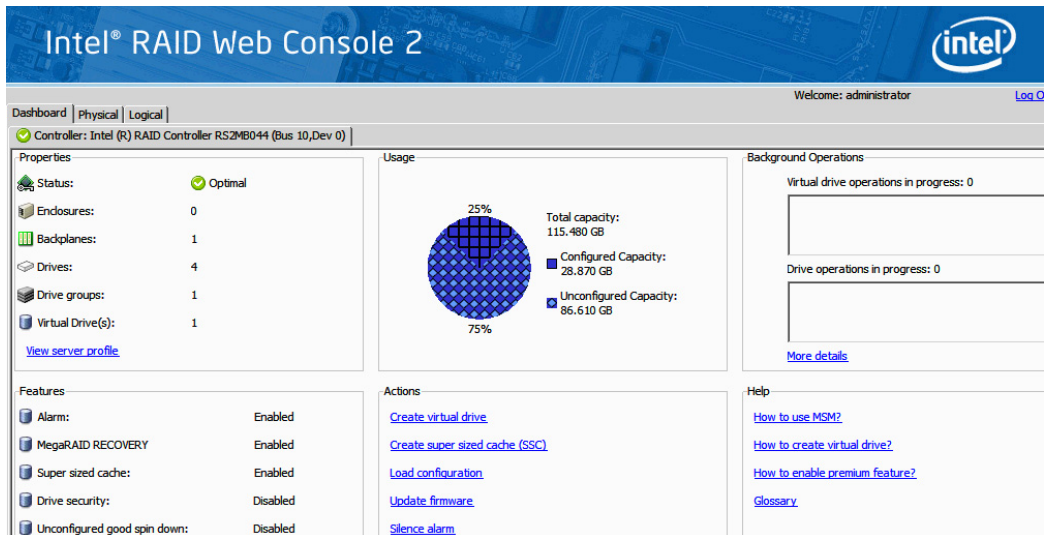 Intel® RAID Web Console 2
intel
Welcome: administrator
Log O
Dashboard Physical Logical
Controller: Intel (R) RAID Controller RS2MB044 (Bus 10,Dev 0)
Properties
Status: Optimal
Enclosures: 0
Backplanes: 1
Drives: 4
Drive groups: 1
Virtual Drive(s): 1
View server profile
Usage
25%
75%
Total capacity:
115.480 GB
Configured Capacity:
28.870 GB
Unconfigured Capacity:
86.610 GB
Background Operations
Virtual drive operations in progress: 0
Drive operations in progress: 0
More details
Features
Alarm: Enabled
MegaRAID RECOVERY Enabled
Super sized cache: Enabled
Drive security: Disabled
Unconfigured good spin down: Disabled
Actions
Create virtual drive
Create super sized cache (SSC)
Load configuration
Update firmware
Silence alarm
Help
How to use MSM?
How to create virtual drive?
How to enable premium feature?
Glossary